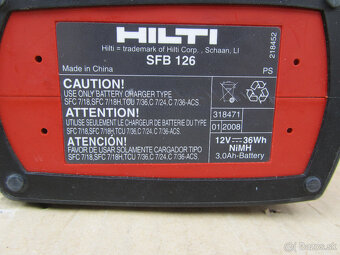 HILTI
Hilti = trademark of Hilti Corp. , Schaan, LI
SFB 126
218452
Made in China
PS
CAUTION!
USE ONLY BATTERY CHARGER TYPE
SFC 7/18,SFC 7/18H,TCU 7/36,C 7/24,C 7/36-ACS.
ATTENTION!
UTILISE SEULEMENT LE CHARGEUR DE BATTERIE DU TYPE
SFC 7/18,SFC 7/18H,TCU 7/36,C 7/24,C 7/36-ACS.
ATENCIÓN!
FAVOR DE USAR SOLAMENTE CARGADOR TIPO
SFC 7/18,SFC 7/18H,TCU 7/36,C 7/24,C 7/36-ACS.
318471
01 2008
12V 36Wh
NiMH
3.0Ah-Battery
bazos.sk